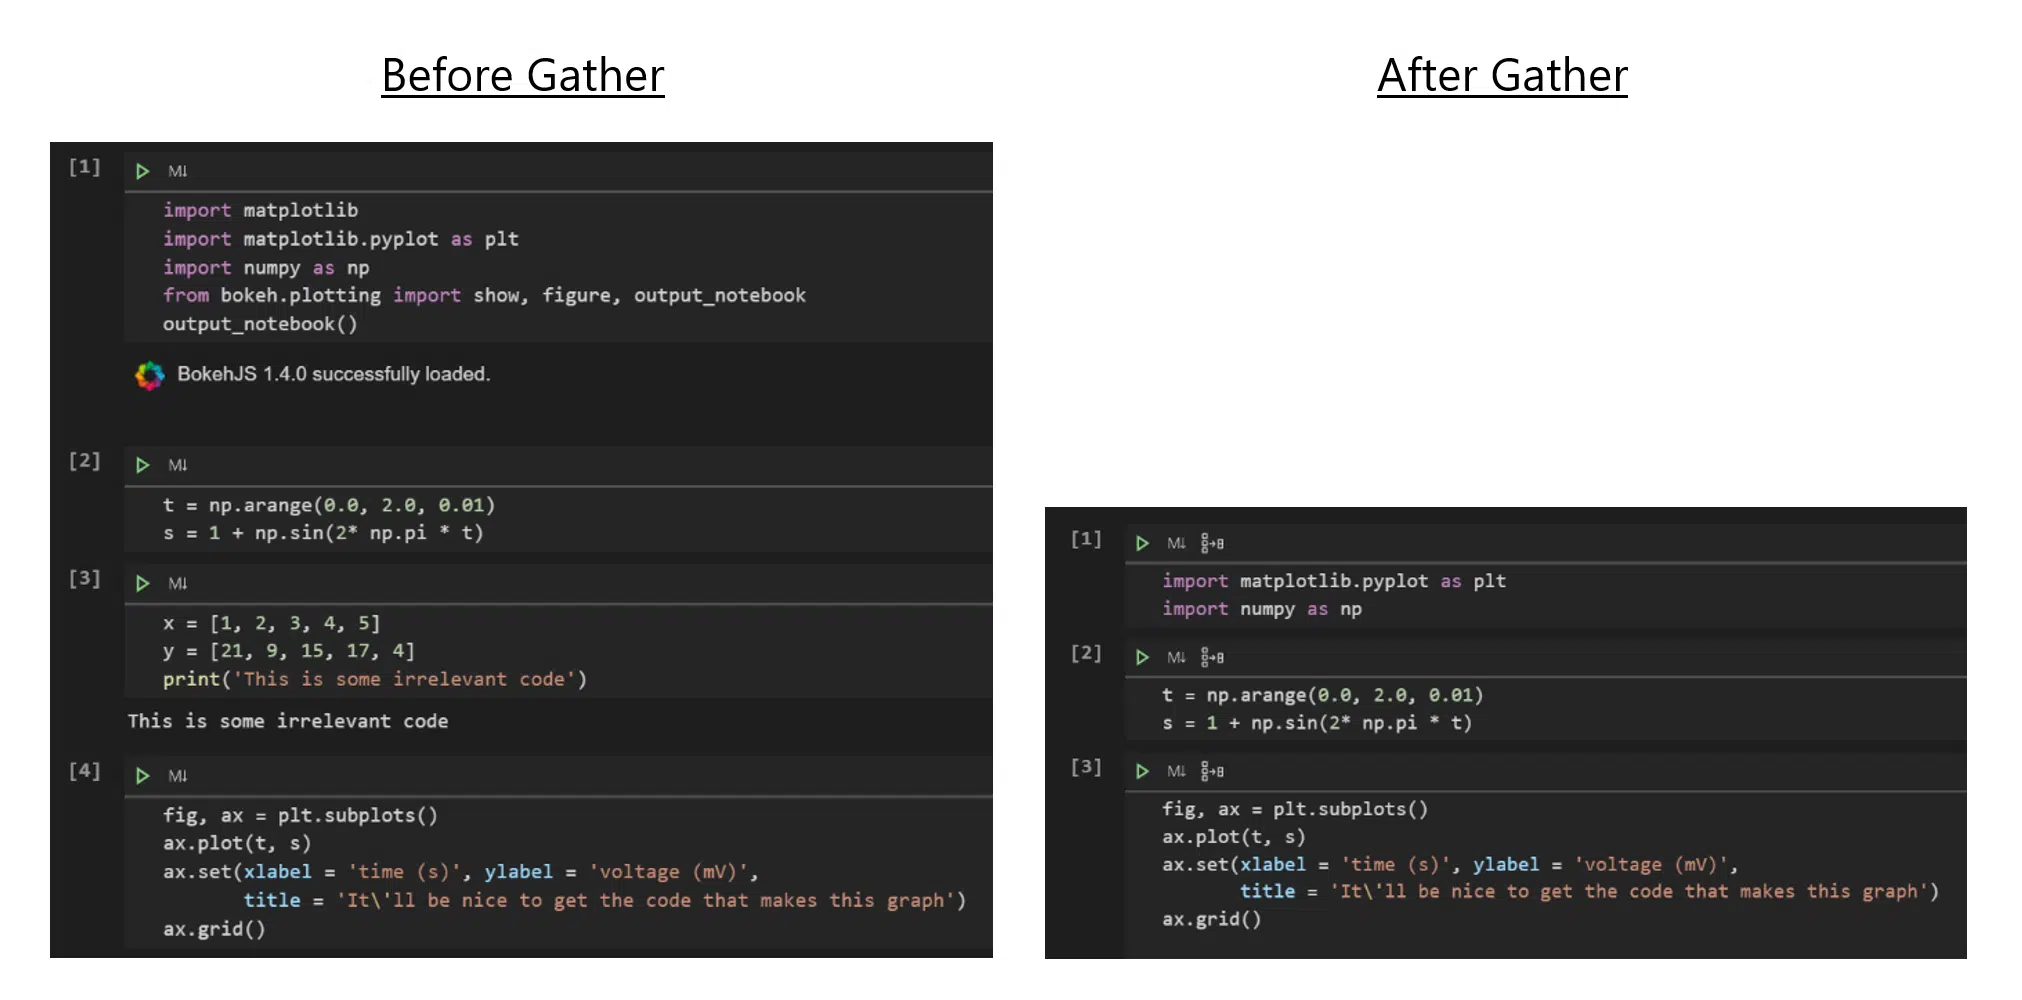 Before Gather
[1]
M↓
import matplotlib
import matplotlib.pyplot as plt
import numpy as np
from bokeh.plotting import show, figure, output_notebook
output_notebook()
BokehJS 1.4.0 successfully loaded.
[2]
M↓
t = np.arange(0.0, 2.0, 0.01)
s = 1 + np.sin(2* np.pi * t)
[3]
M↓
x = [1, 2, 3, 4, 5]
y = [21, 9, 15, 17, 4]
print('This is some irrelevant code')
This is some irrelevant code
[4]
M↓
fig, ax = plt.subplots()
ax.plot(t, s)
ax.set(xlabel = 'time (s)', ylabel = 'voltage (mV)',
title = 'It\'ll be nice to get the code that makes this graph')
ax.grid()
After Gather
[1]
M↓
import matplotlib.pyplot as plt
import numpy as np
[2]
M↓
t = np.arange(0.0, 2.0, 0.01)
s = 1 + np.sin(2* np.pi * t)
[3]
M↓
fig, ax = plt.subplots()
ax.plot(t, s)
ax.set(xlabel = 'time (s)', ylabel = 'voltage (mV)',
title = 'It\'ll be nice to get the code that makes this graph')
ax.grid()